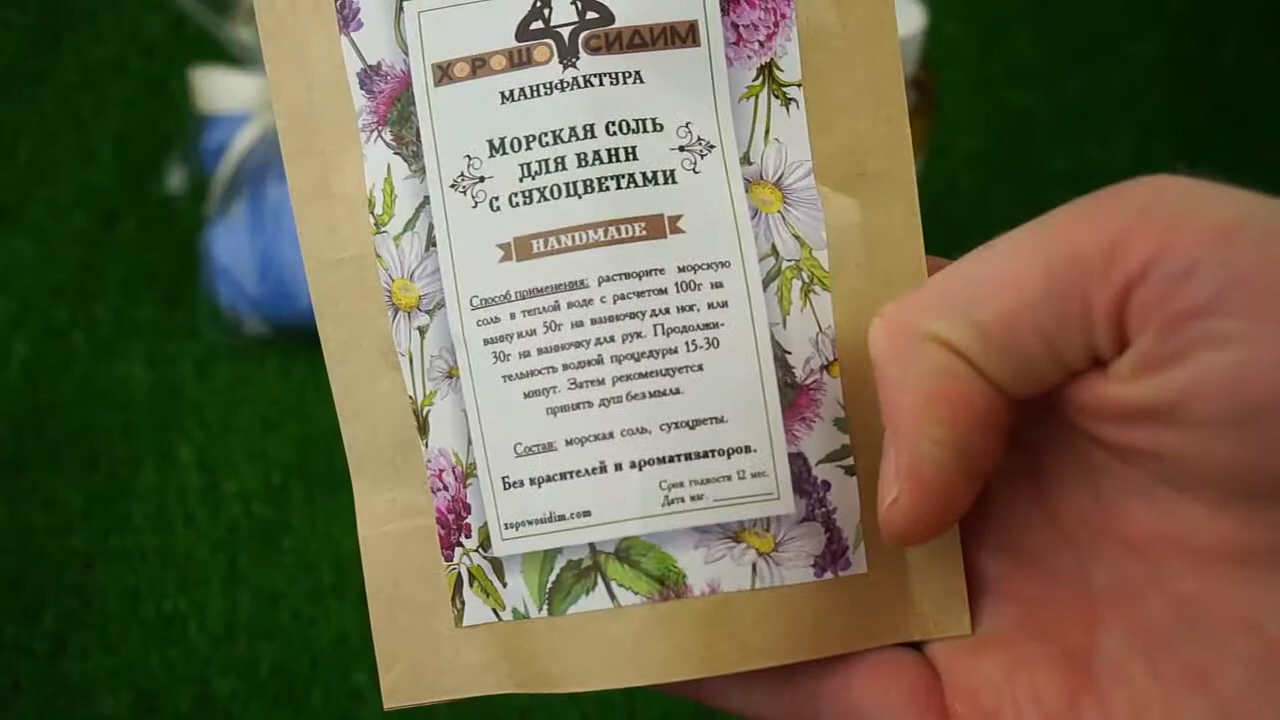 ХОРОШО СИДИМ
МАНУФАКТУРА
МОРСКАЯ СОЛЬ
ДЛЯ ВАНН
С СУХОЦВЕТАМИ
HANDMADE
Способ применения: растворите морскую
соль в теплой воде с расчетом 100г на
ванну или 50г на ванночку для ног, или
30г на ванночку для рук. Продолжи-
тельность водной процедуры 15-30
минут. Затем рекомендуется
принять душ без мыла.
Состав: морская соль, сухоцветы.
Без красителей и ароматизаторов.
Срок годности 12 мес.
Дата изг.
xopowosidim.com